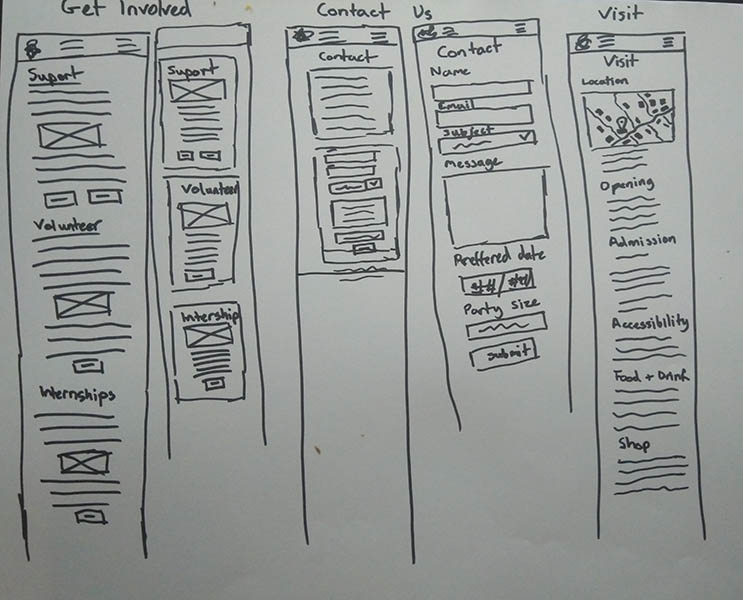 Get Involved
Suport
Volunteer
Internships
Suport
Volunteer
Intership
Contact Us
Contact
Contact
Name
Email
Subject
Message
Preffered date
Party size
submit
Visit
Visit
Location
Opening
Admission
Accessibility
Food + Drink
Shop